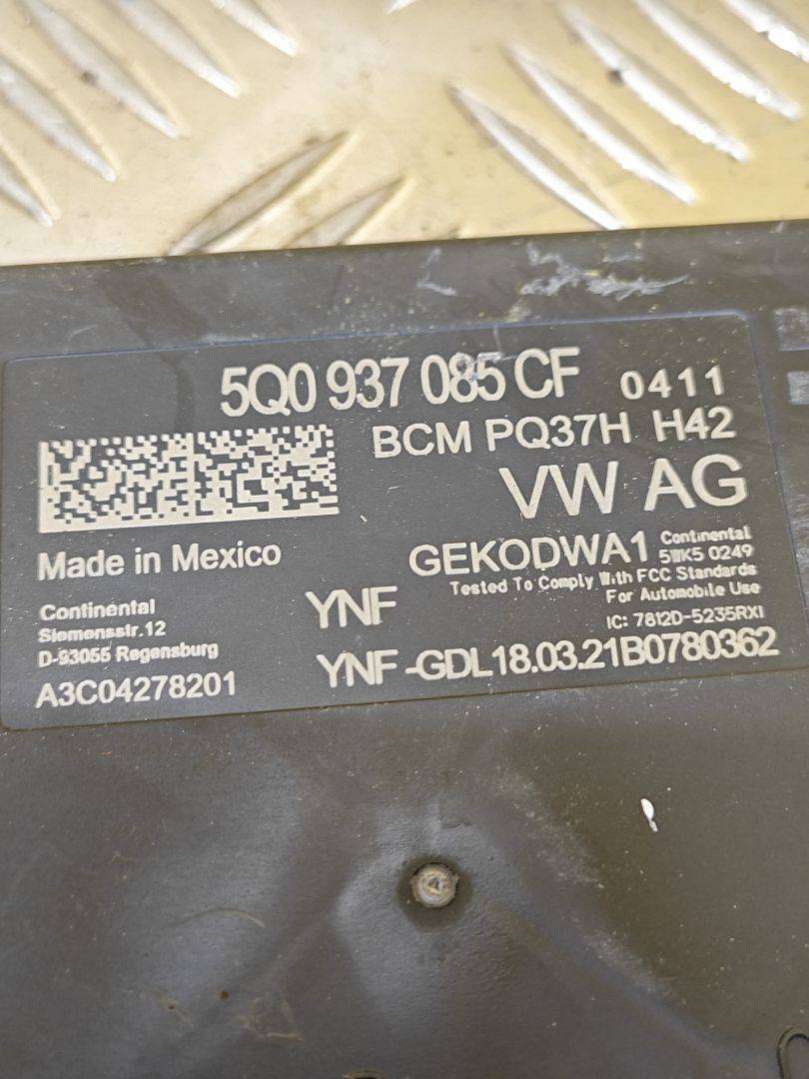 5Q0 937 085 CF 0411
BCM PQ37H H42
VW AG
Made in Mexico
GEKODWA1
Continental
5WK5 0249
Tested To Comply With FCC Standards
For Automobile Use
Continental
Siemensstr.12
D-93055 Regensburg
YNF
IC: 7812D-5235RXI
A3C04278201
YNF-GDL18.03.21B0780362